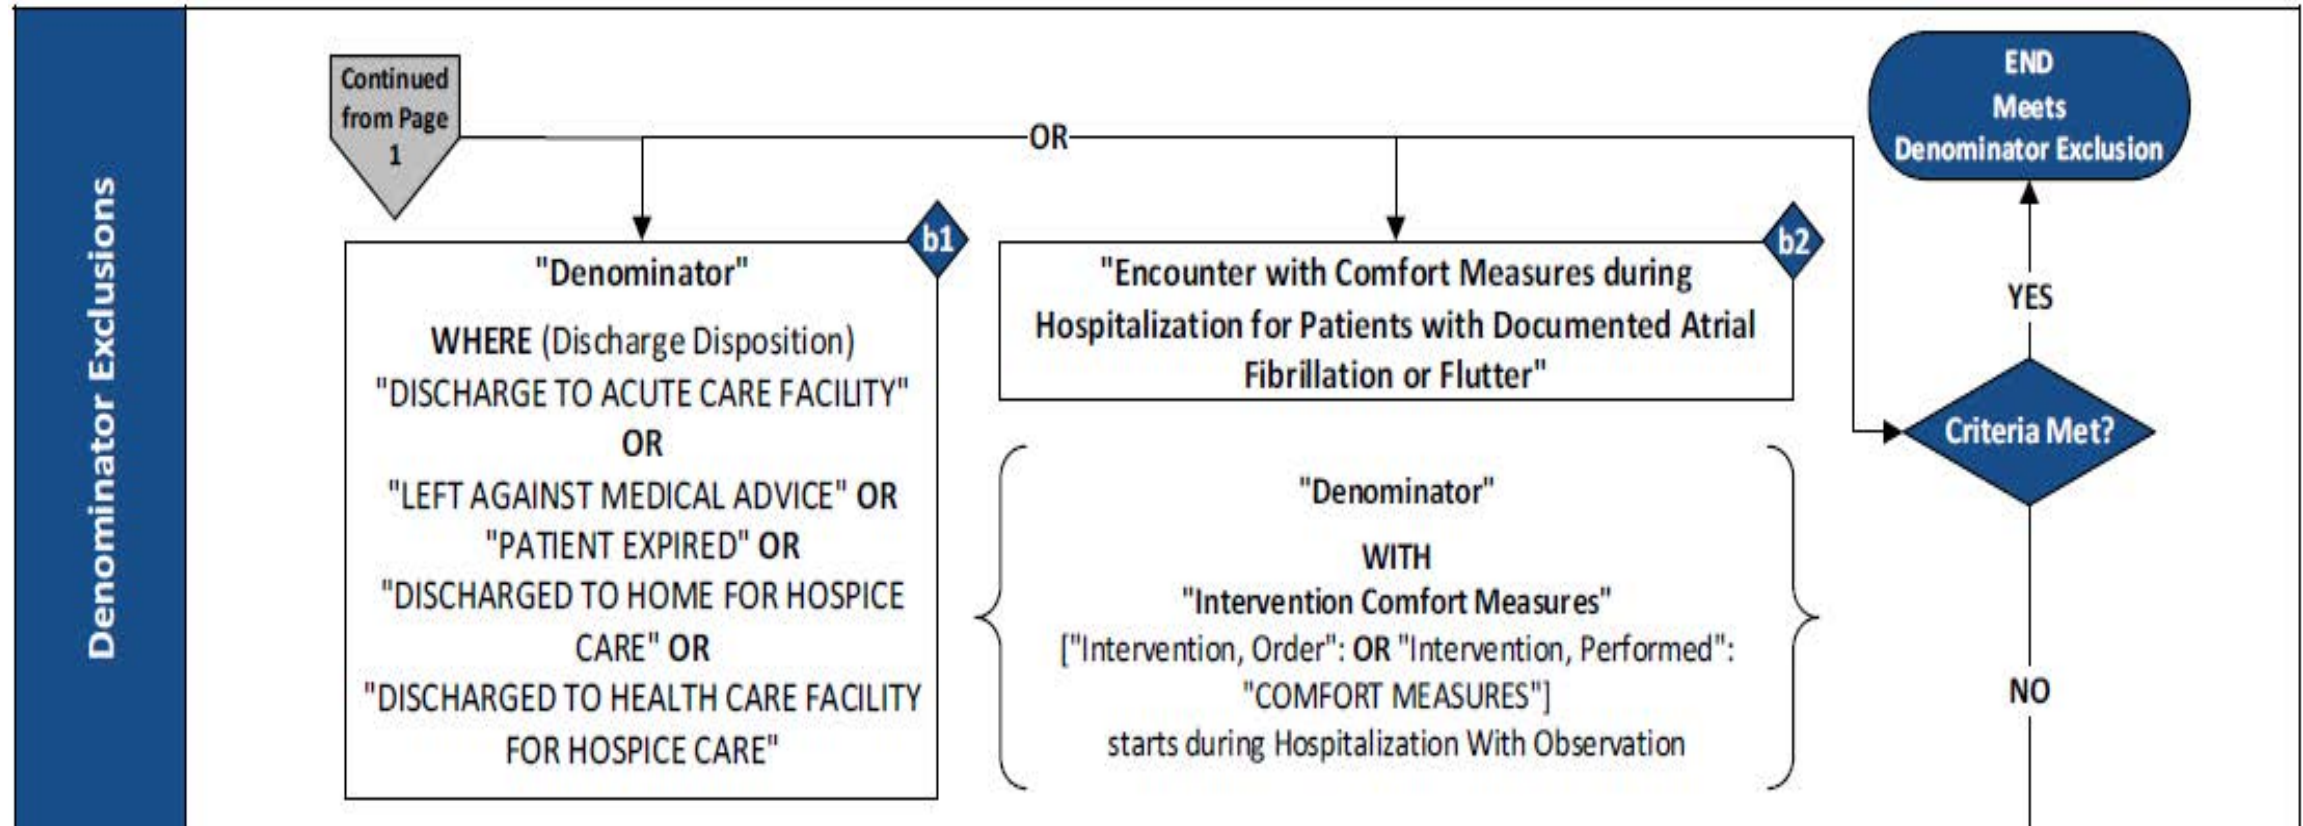 Denominator Exclusions
Continued
from Page
1
OR
END
Meets
Denominator Exclusion
b1
"Denominator"
WHERE (Discharge Disposition)
"DISCHARGE TO ACUTE CARE FACILITY"
OR
"LEFT AGAINST MEDICAL ADVICE" OR
"PATIENT EXPIRED" OR
"DISCHARGED TO HOME FOR HOSPICE
CARE" OR
"DISCHARGED TO HEALTH CARE FACILITY
FOR HOSPICE CARE"
b2
"Encounter with Comfort Measures during
Hospitalization for Patients with Documented Atrial
Fibrillation or Flutter"
"Denominator"
WITH
"Intervention Comfort Measures"
["Intervention, Order": OR "Intervention, Performed":
"COMFORT MEASURES"]
starts during Hospitalization With Observation
YES
Criteria Met?
NO